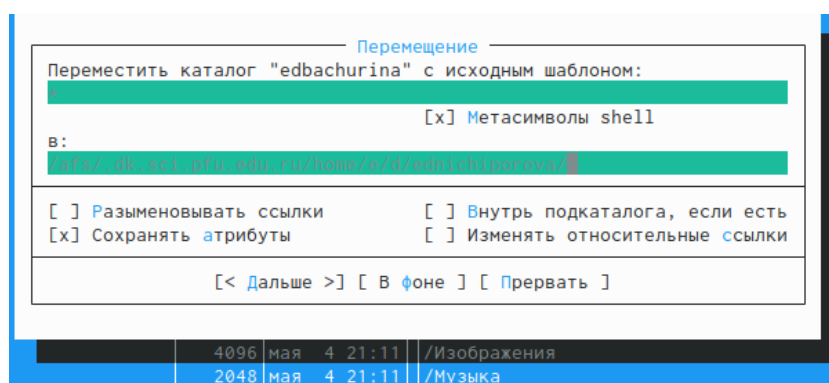 Перемещение
Переместить каталог "edbachurina" с исходным шаблоном:
*
[x] Метасимволы shell
в:
/afs/.dk.sci.pfu.edu.ru/home/e/d/
[ ] Разыменовывать ссылки [ ] Внутрь подкаталога, если есть
[x] Сохранять атрибуты [ ] Изменять относительные ссылки
[< Дальше >] [ В фоне ] [ Прервать ]
4096 мая 4 21:11 /Изображения
2048 мая 4 21:11 /Музыка